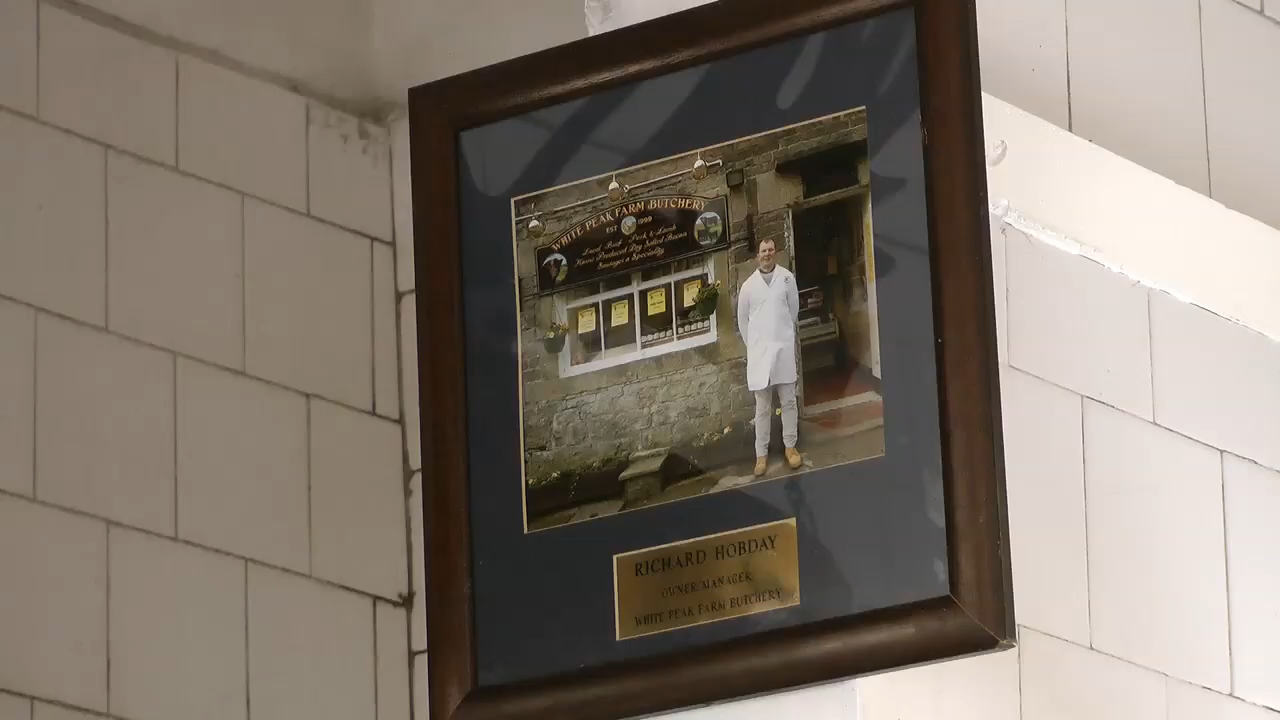 WHITE PEAK FARM BUTCHERY
EST 1999
Local Beef Pork & Lamb
Home Produced Dry Salted Bacon
Sausages a Speciality
RICHARD HOBDAY
OWNER/MANAGER
WHITE PEAK FARM BUTCHERY